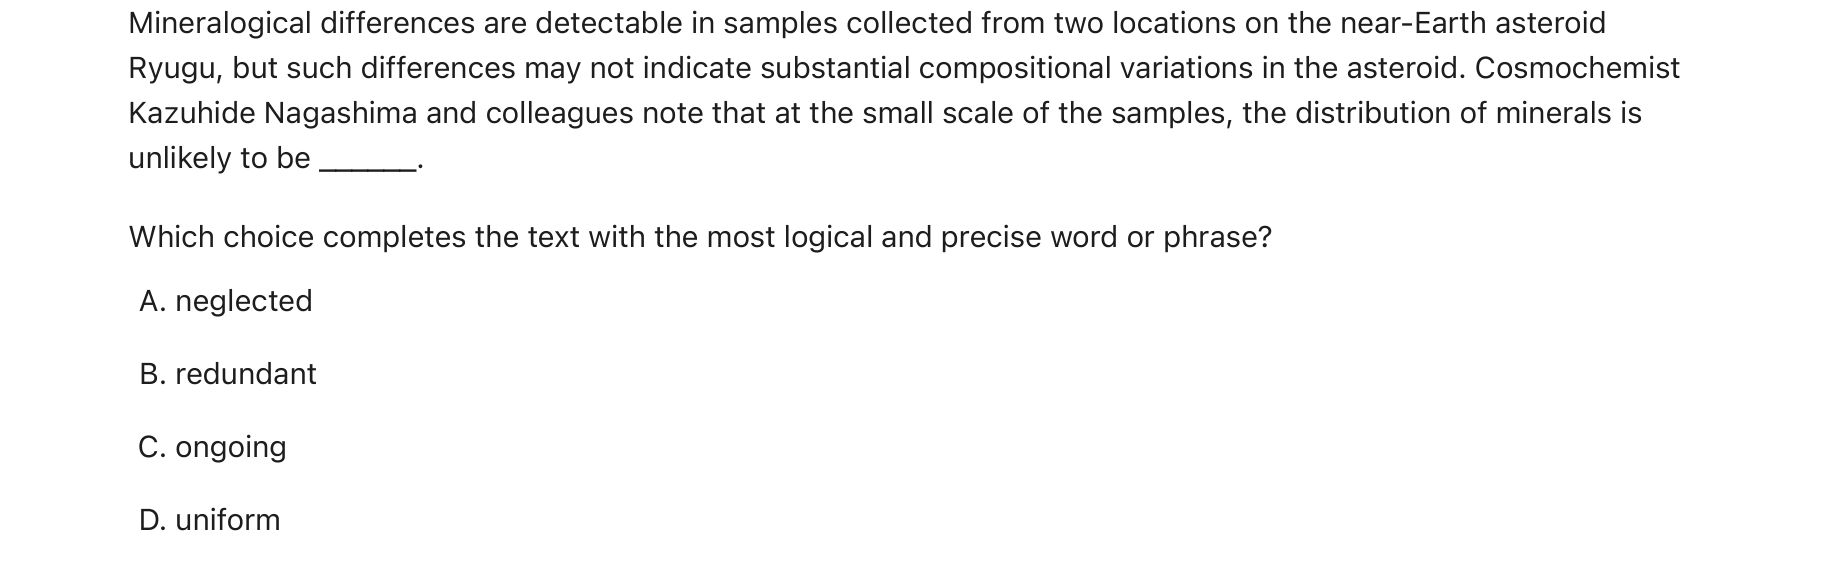 Mineralogical differences are detectable in samples collected from two locations on the near-Earth asteroid
Ryugu, but such differences may not indicate substantial compositional variations in the asteroid. Cosmochemist
Kazuhide Nagashima and colleagues note that at the small scale of the samples, the distribution of minerals is
unlikely to be ______.
Which choice completes the text with the most logical and precise word or phrase?
A. neglected
B. redundant
C. ongoing
D. uniform